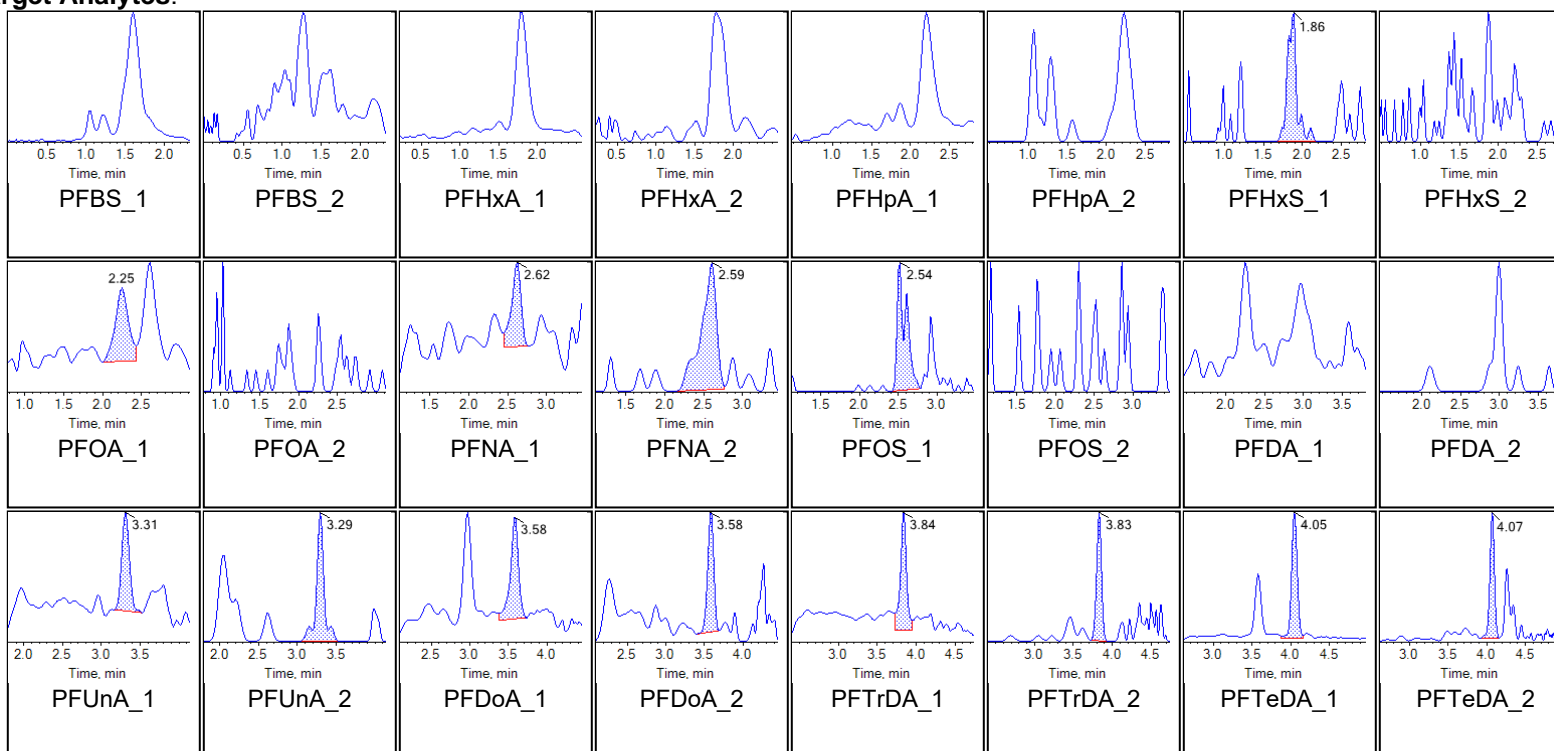 rget Analytes:
1.86
0.5 1.0 1.5 2.0 0.5 1.0 1.5 2.0 0.5 1.0 1.5 2.0 0.5 1.0 1.5 2.0 1.0 1.5 2.0 1.0 1.5 2.0 1.0 1.5 2.0 2.5 1.0 1.5 2.0 2.5
Time, min Time, min Time, min Time, min Time, min Time, min Time, min Time, min
PFBS_1 PFBS_2 PFHxA_1 PFHxA_2 PFHpA_1 PFHpA_2 PFHxS_1 PFHxS_2
2.25 2.62 2.59 2.54
1.0 1.5 2.0 2.5 1.0 1.5 2.0 2.5 1.5 2.0 2.5 3.0 1.5 2.0 2.5 3.0 1.5 2.0 2.5 3.0 1.5 2.0 2.5 3.0 2.0 2.5 3.0 3.5 2.0 2.5 3.0 3.5
Time, min Time, min Time, min Time, min Time, min Time, min Time, min Time, min
PFOA_1 PFOA_2 PFNA_1 PFNA_2 PFOS_1 PFOS_2 PFDA_1 PFDA_2
3.31 3.29 3.58 3.58 3.84 3.83 4.05 4.07
2.0 2.5 3.0 3.5 4.0 2.0 2.5 3.0 3.5 4.0 2.5 3.0 3.5 4.0 2.5 3.0 3.5 4.0 3.0 3.5 4.0 4.5 3.0 3.5 4.0 4.5 3.0 3.5 4.0 4.5 3.0 3.5 4.0 4.5
Time, min Time, min Time, min Time, min Time, min Time, min Time, min Time, min
PFUnA_1 PFUnA_2 PFDoA_1 PFDoA_2 PFTrDA_1 PFTrDA_2 PFTeDA_1 PFTeDA_2